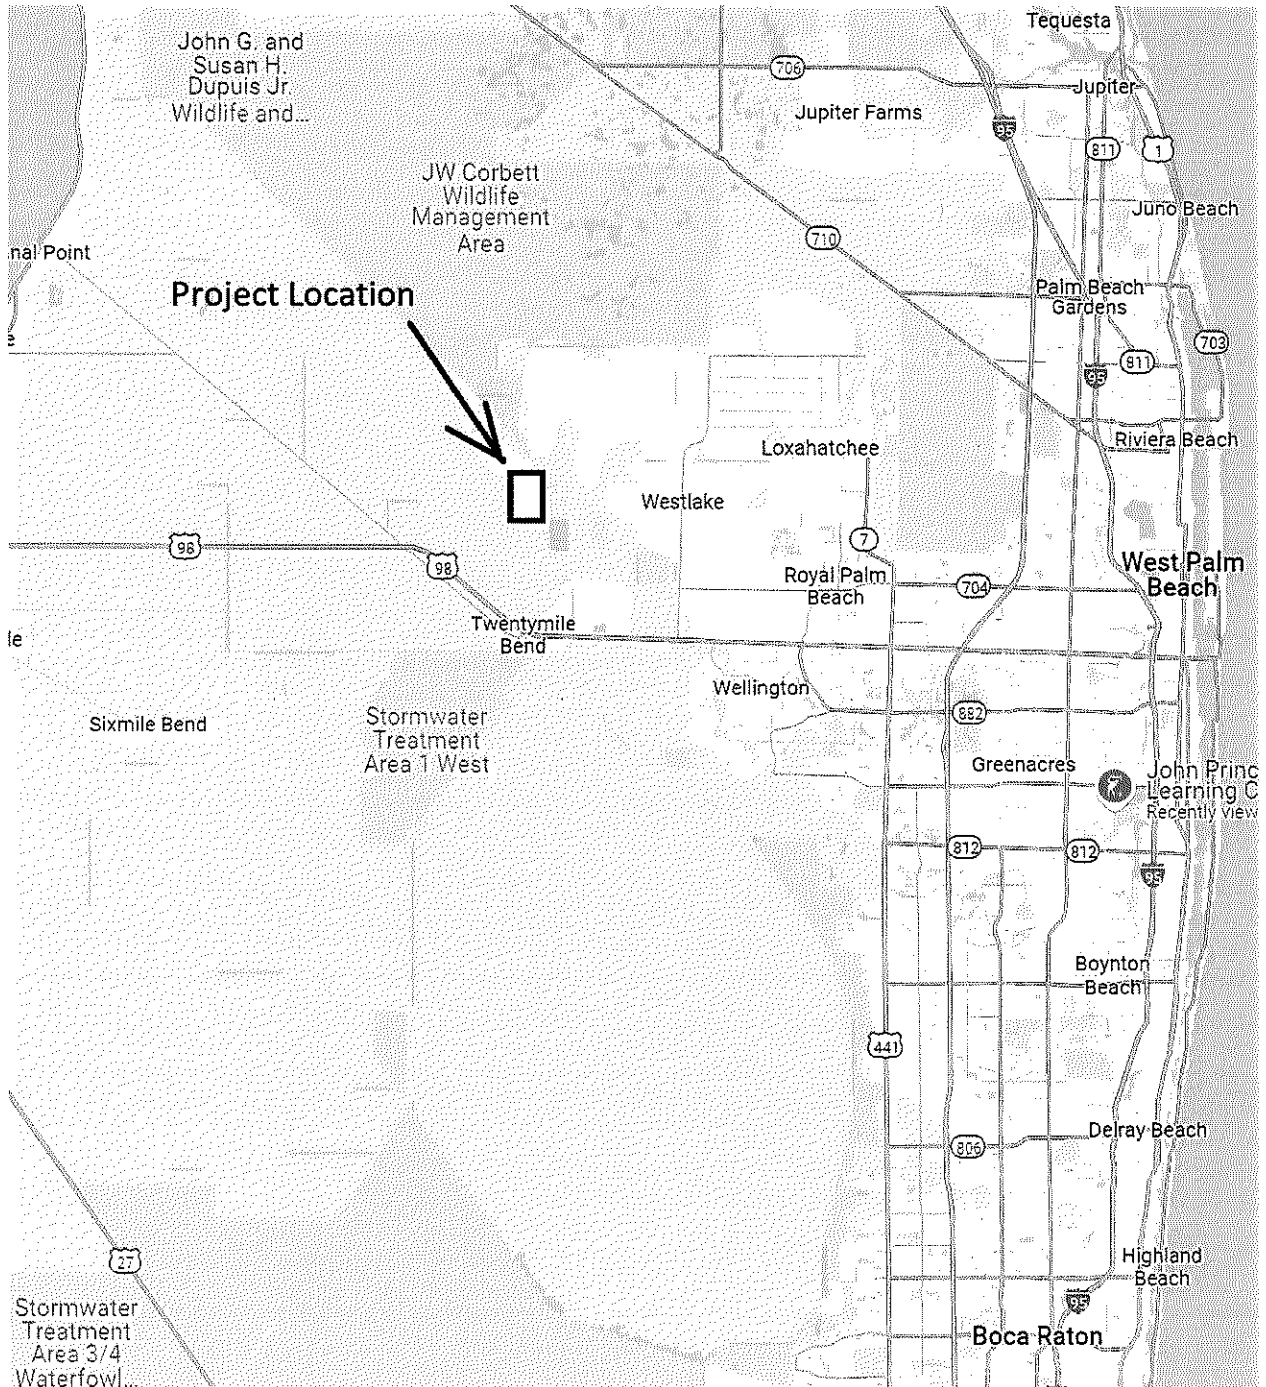 Tequesta
John G. and
Susan H.
Dupuis Jr.
Wildlife and...
706
Jupiter
Jupiter Farms
95
811
1
JW Corbett
Wildlife
Management
Area
Juno Beach
710
nal Point
Project Location
Palm Beach
Gardens
703
e
811
95
Riviera Beach
Loxahatchee
Westlake
7
98
98
West Palm
Beach
Royal Palm
Beach
704
Twentymile
Bend
le
Wellington
882
Sixmile Bend
Stormwater
Treatment
Area 1 West
Greenacres
John Princ
Learning C
Recently view
812
812
95
Boynton
Beach
441
Delray Beach
806
27
Highland
Beach
95
Stormwater
Treatment
Area 3/4
Waterfowl...
Boca Raton